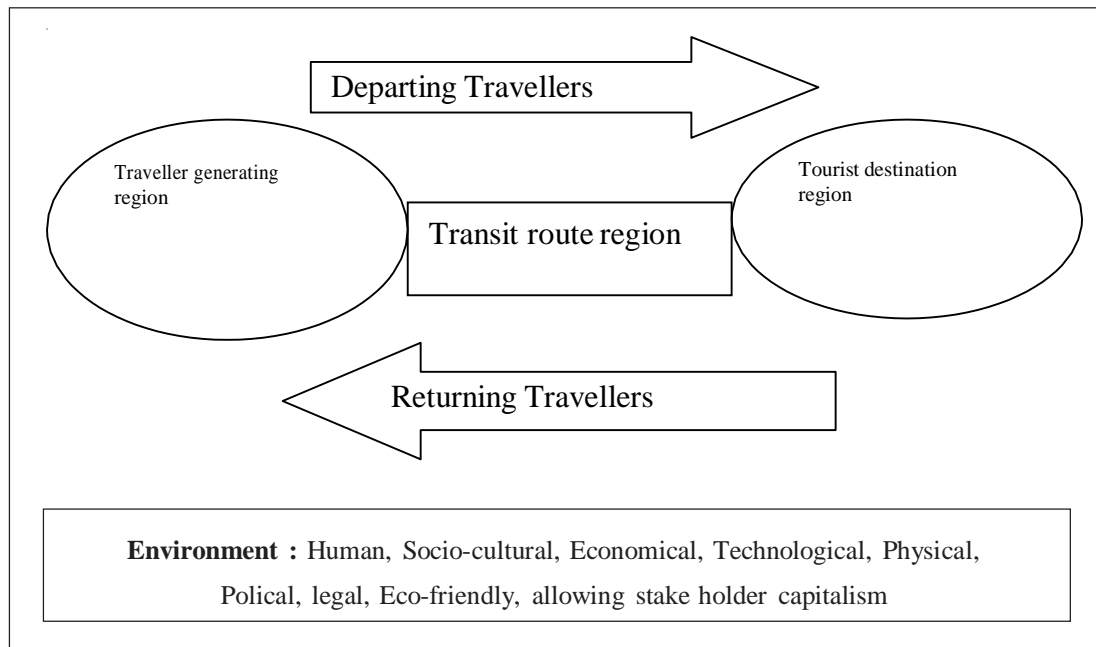 Departing Travellers
Traveller generating
region
Tourist destination
region
Transit route region
Returning Travellers
Environment : Human, Socio-cultural, Economical, Technological, Physical,
Polical, legal, Eco-friendly, allowing stake holder capitalism